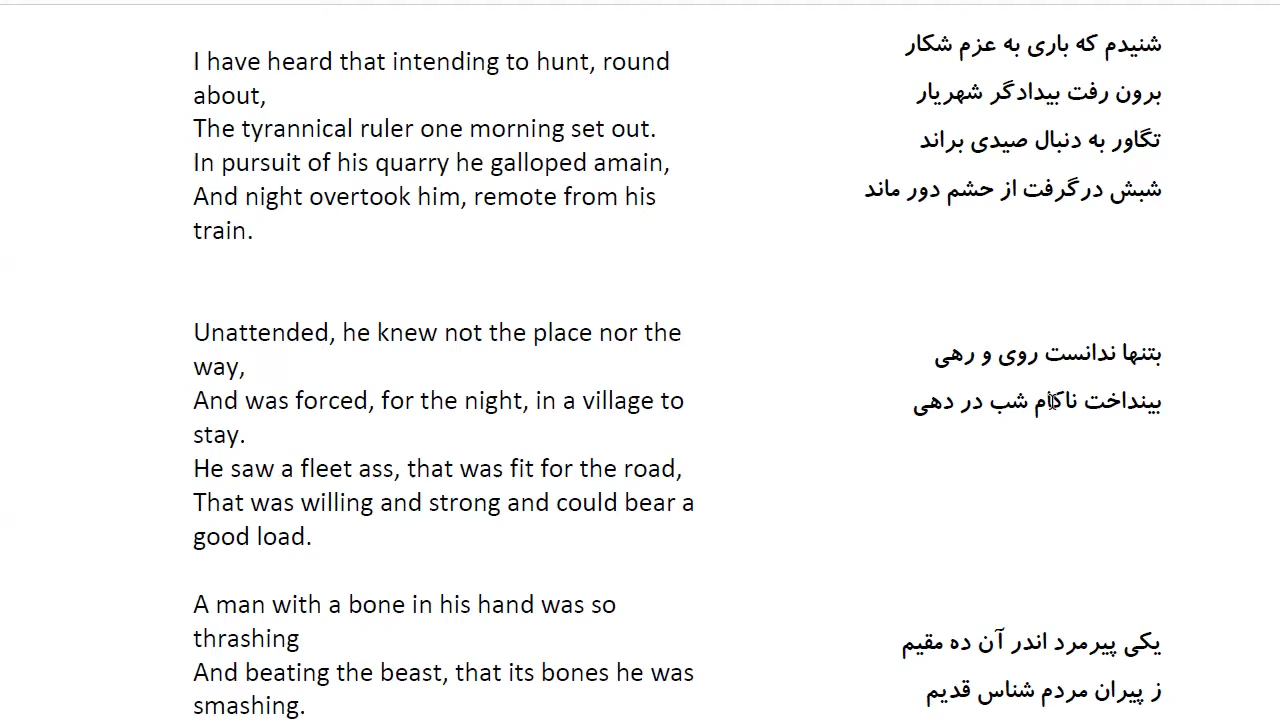 I have heard that intending to hunt, round
about,
The tyrannical ruler one morning set out.
In pursuit of his quarry he galloped amain,
And night overtook him, remote from his
train.
شنیدم که باری به عزم شکار
برون رفت بیدادگر شهریار
تگاور به دنبال صیدی براند
شبش درگرفت از حشم دور ماند
Unattended, he knew not the place nor the
way,
And was forced, for the night, in a village to
stay.
He saw a fleet ass, that was fit for the road,
That was willing and strong and could bear a
good load.
بتنها ندانست روی و رهی
بینداخت ناکام شب در دهی
A man with a bone in his hand was so
thrashing
And beating the beast, that its bones he was
smashing.
یکی پیرمرد اندر آن ده مقیم
ز پیران مردم شناس قدیم